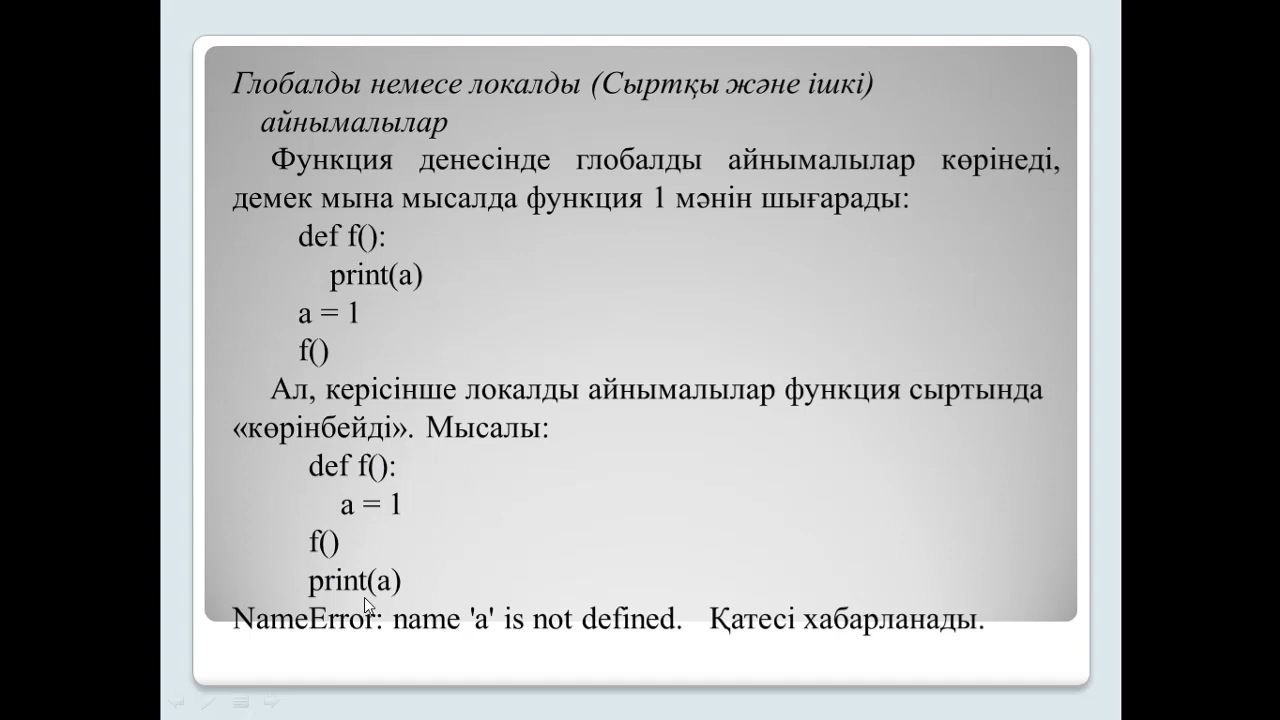 Глобалды немесе локалды (Сыртқы және ішкі)
айнымалылар
Функция денесінде глобалды айнымалылар көрінеді,
демек мына мысалда функция 1 мәнін шығарады:
def f():
print(a)
a = 1
f()
Ал, керісінше локалды айнымалылар функция сыртында
«көрінбейді». Мысалы:
def f():
a = 1
f()
print(a)
NameError: name 'a' is not defined. Қатесі хабарланады.